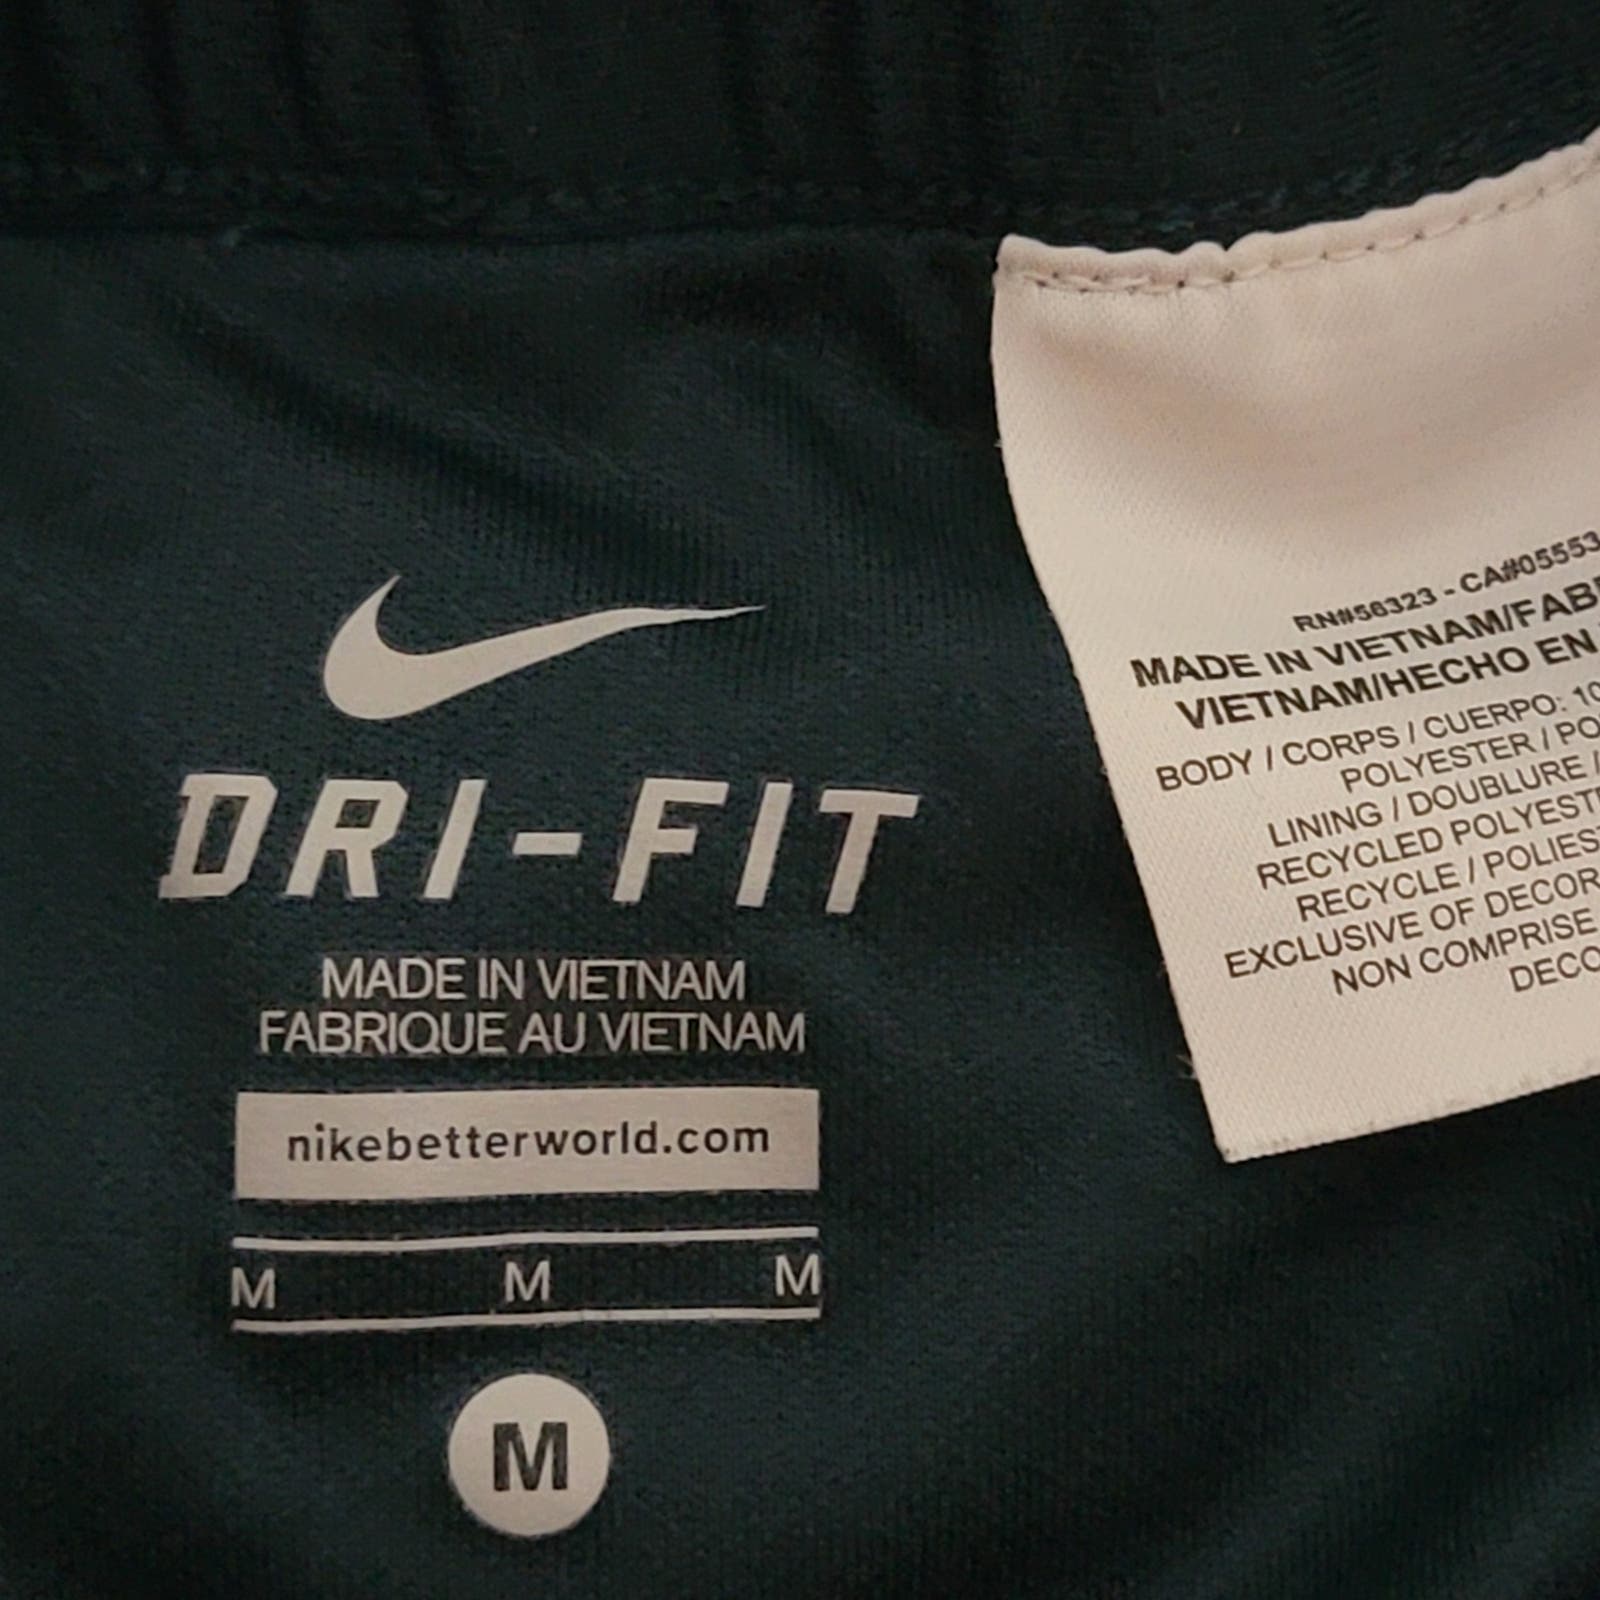 DRI-FIT
MADE IN VIETNAM
FABRIQUE AU VIETNAM
nikebetterworld.com
M M M
M
RN#56323 - CA#05553
MADE IN VIETNAM/FAB
VIETNAM/HECHO EN
BODY / CORPS / CUERPO: 10
POLYESTER / PO
LINING / DOUBLURE /
RECYCLED POLYEST
RECYCLE / POLIES
EXCLUSIVE OF DECOR
NON COMPRISE
DECO